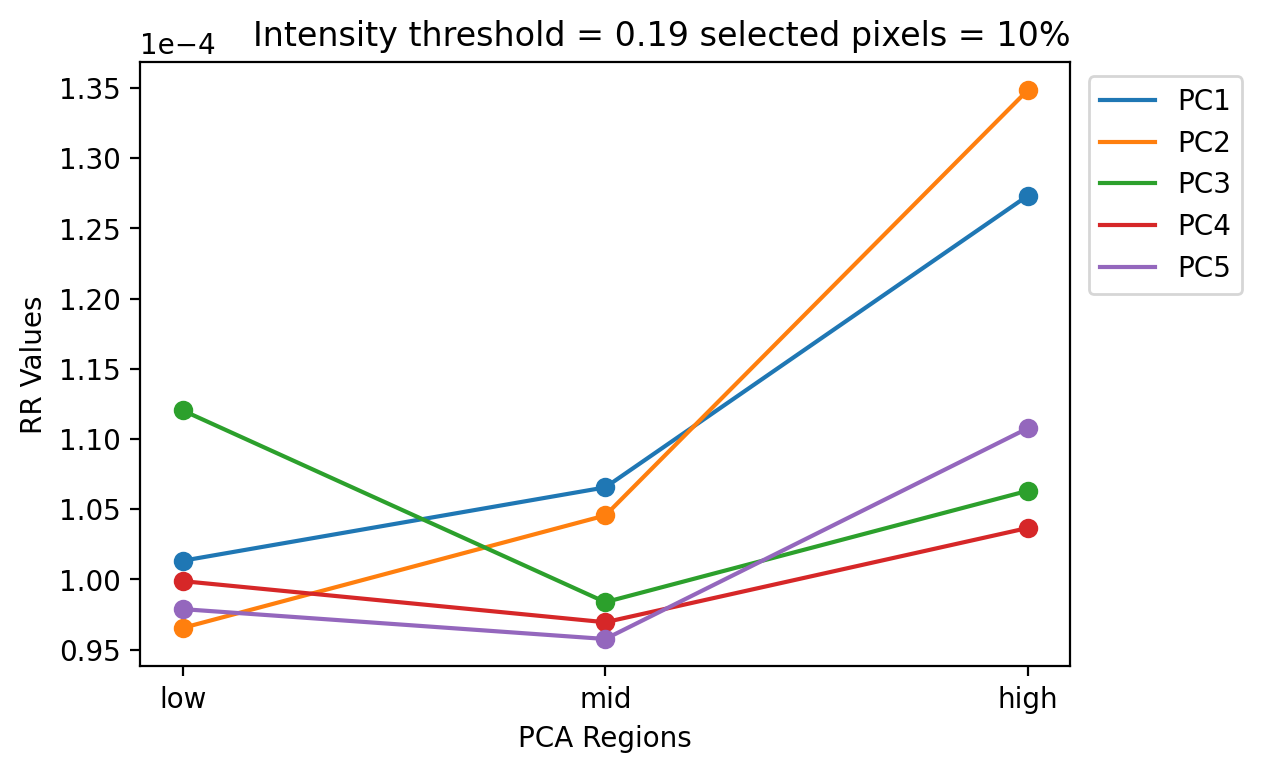 1e−4
Intensity threshold = 0.19 selected pixels = 10%
1.35
1.30
1.25
1.20
1.15
1.10
1.05
1.00
0.95
RR Values
low
mid
high
PCA Regions
PC1
PC2
PC3
PC4
PC5